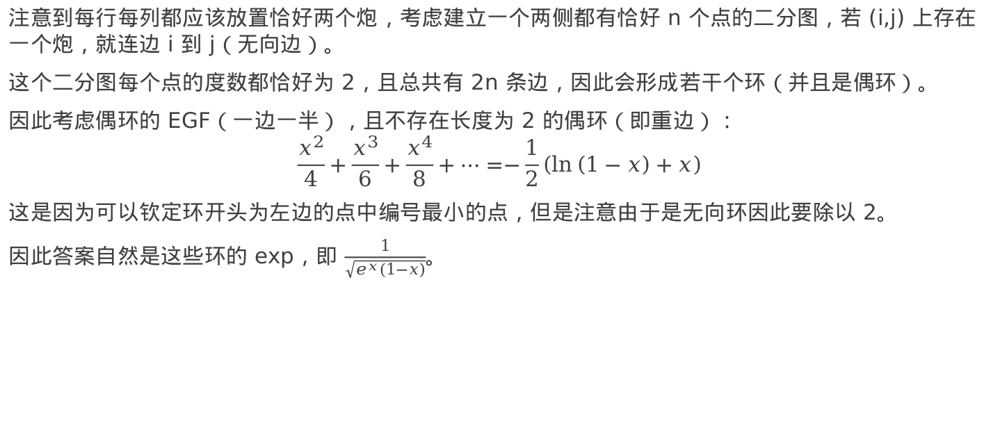 注意到每行每列都应该放置恰好两个炮，考虑建立一个两侧都有恰好 n 个点的二分图，若 (i,j) 上存在
一个炮，就连边 i 到 j（无向边）。
这个二分图每个点的度数都恰好为 2，且总共有 2n 条边，因此会形成若干个环（并且是偶环）。
因此考虑偶环的 EGF（一边一半），且不存在长度为 2 的偶环（即重边）：
x^2/4 + x^3/6 + x^4/8 + ··· =− 1/2 (ln (1 − x) + x)
这是因为可以钦定环开头为左边的点中编号最小的点，但是注意由于是无向环因此要除以 2。
因此答案自然是这些环的 exp，即 1/√(e^x(1−x))。